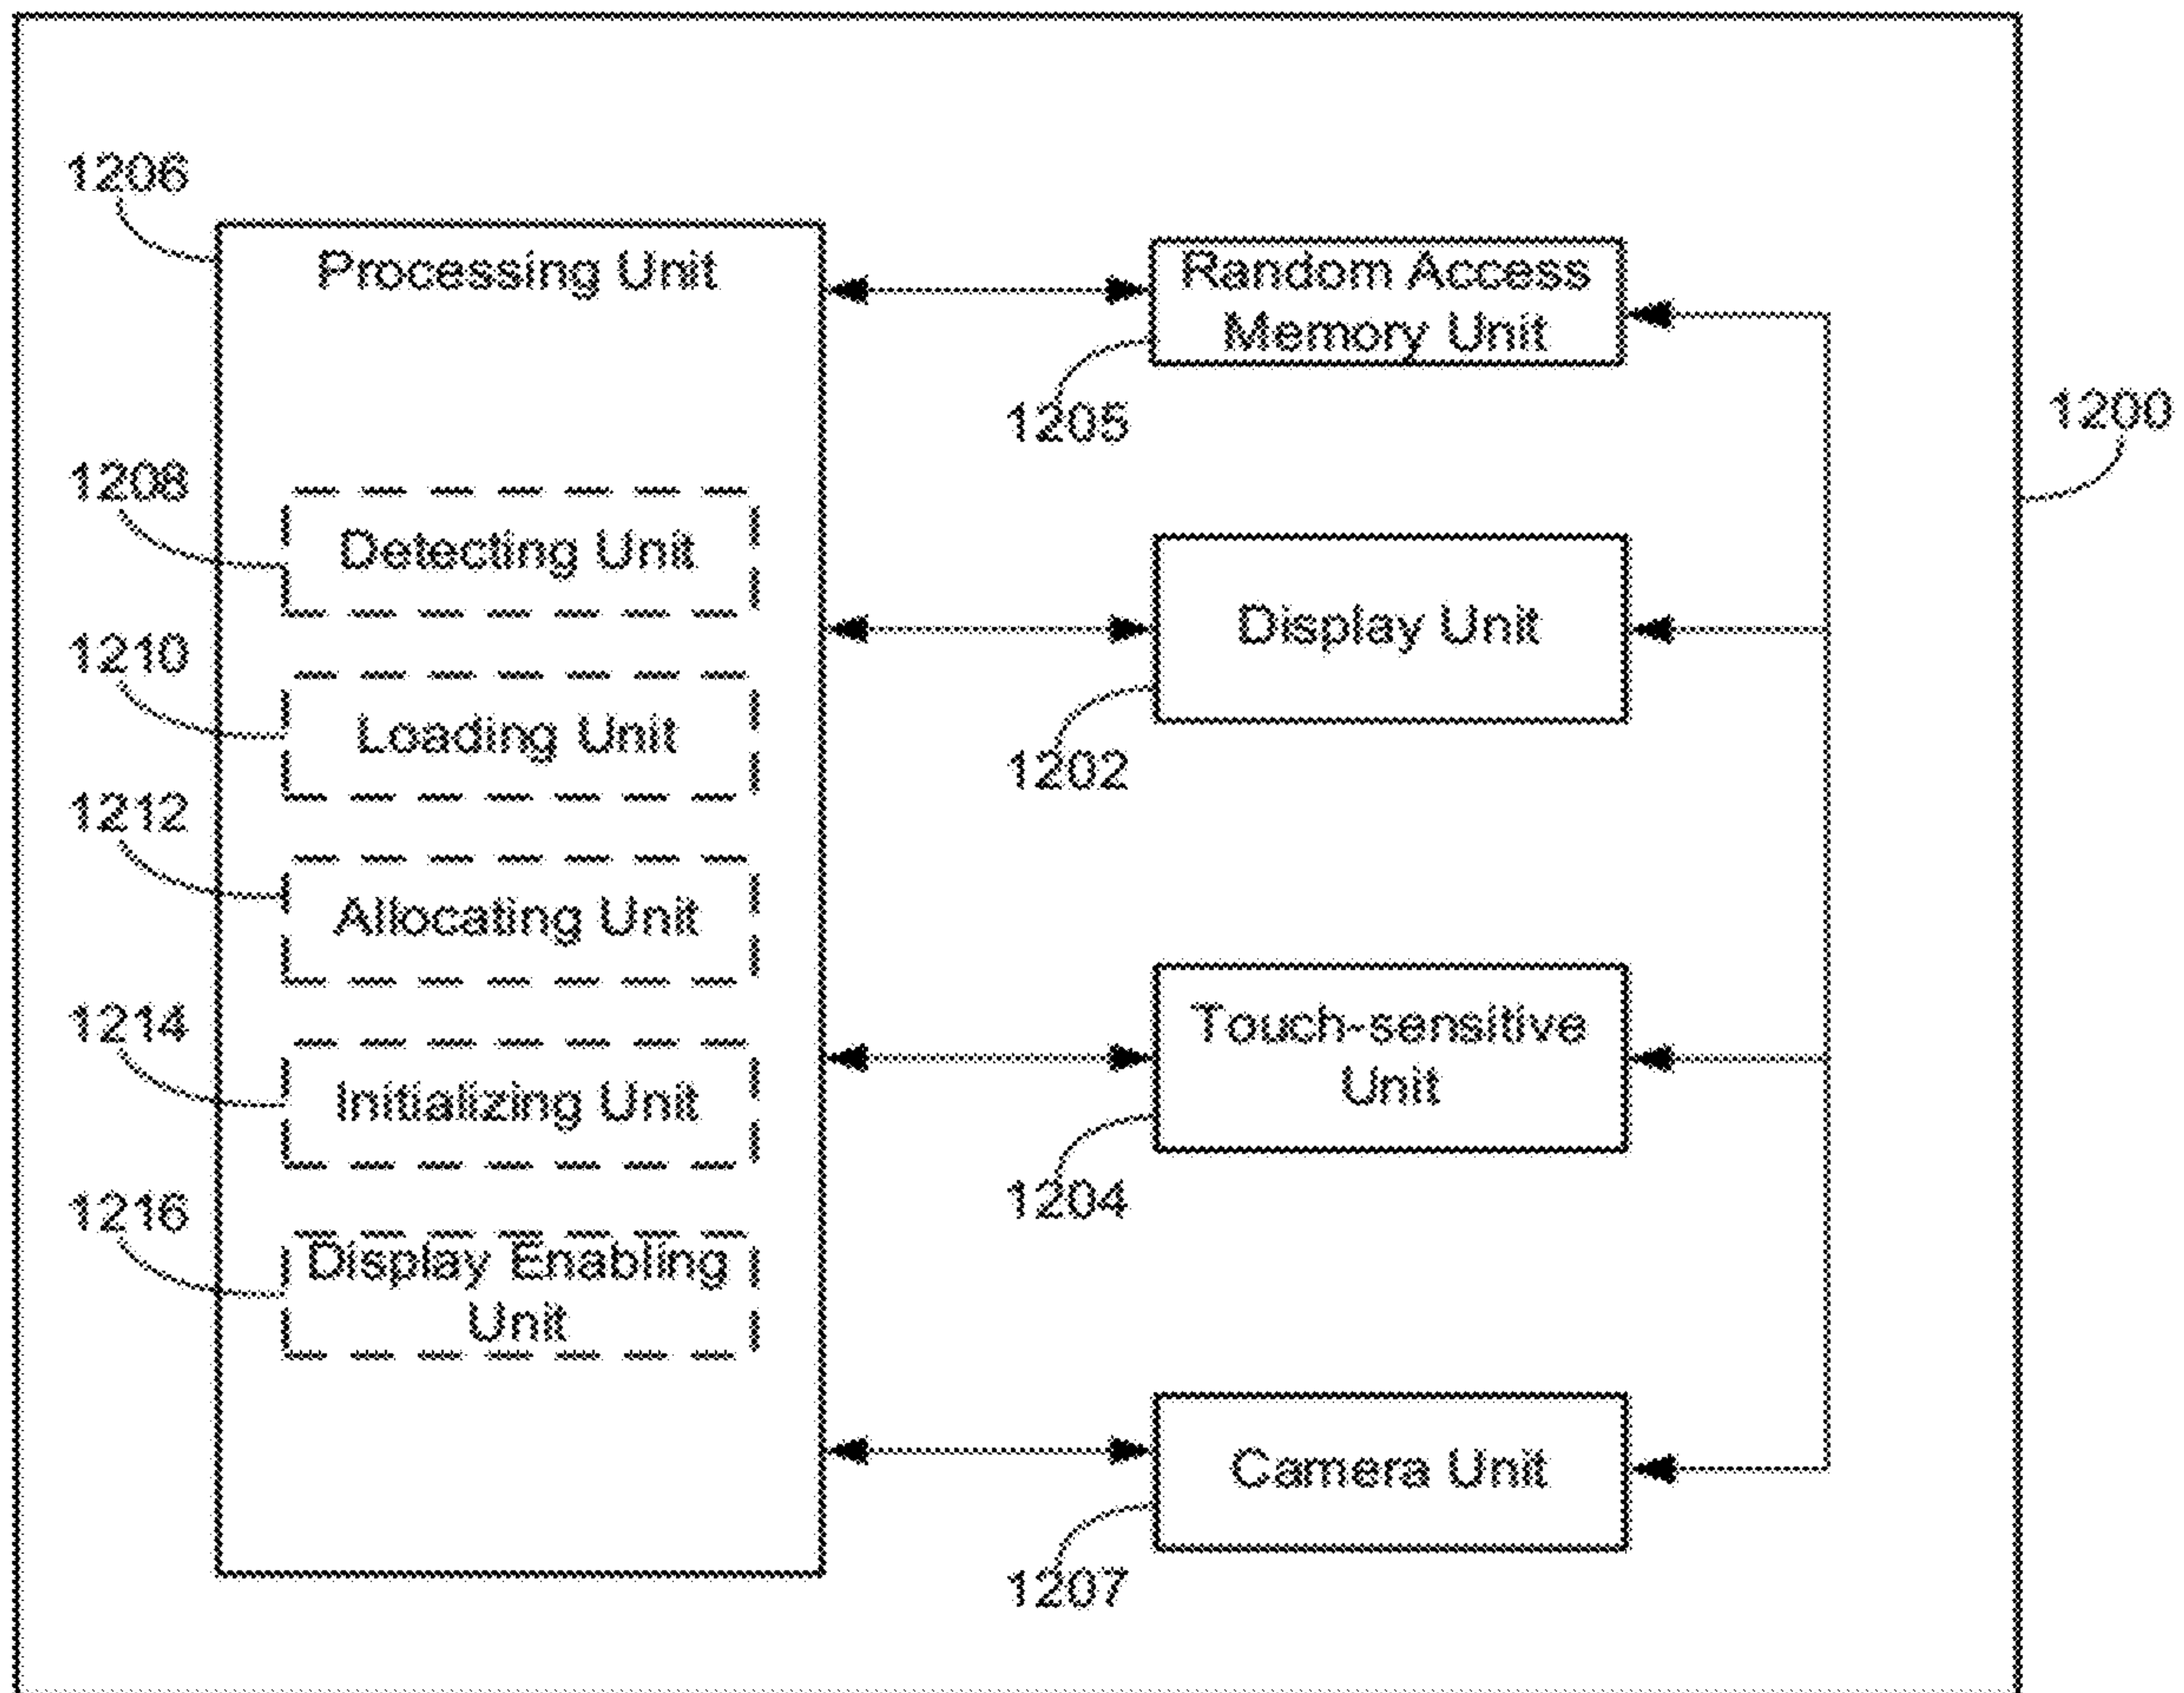 1206
Processing Unit
Random Access
Memory Unit
1205
1200
1208
Detecting Unit
Display Unit
1210
Loading Unit
1202
1212
Allocating Unit
Touch-sensitive
Unit
1214
Initializing Unit
1204
1216
Display Enabling
Unit
Camera Unit
1207